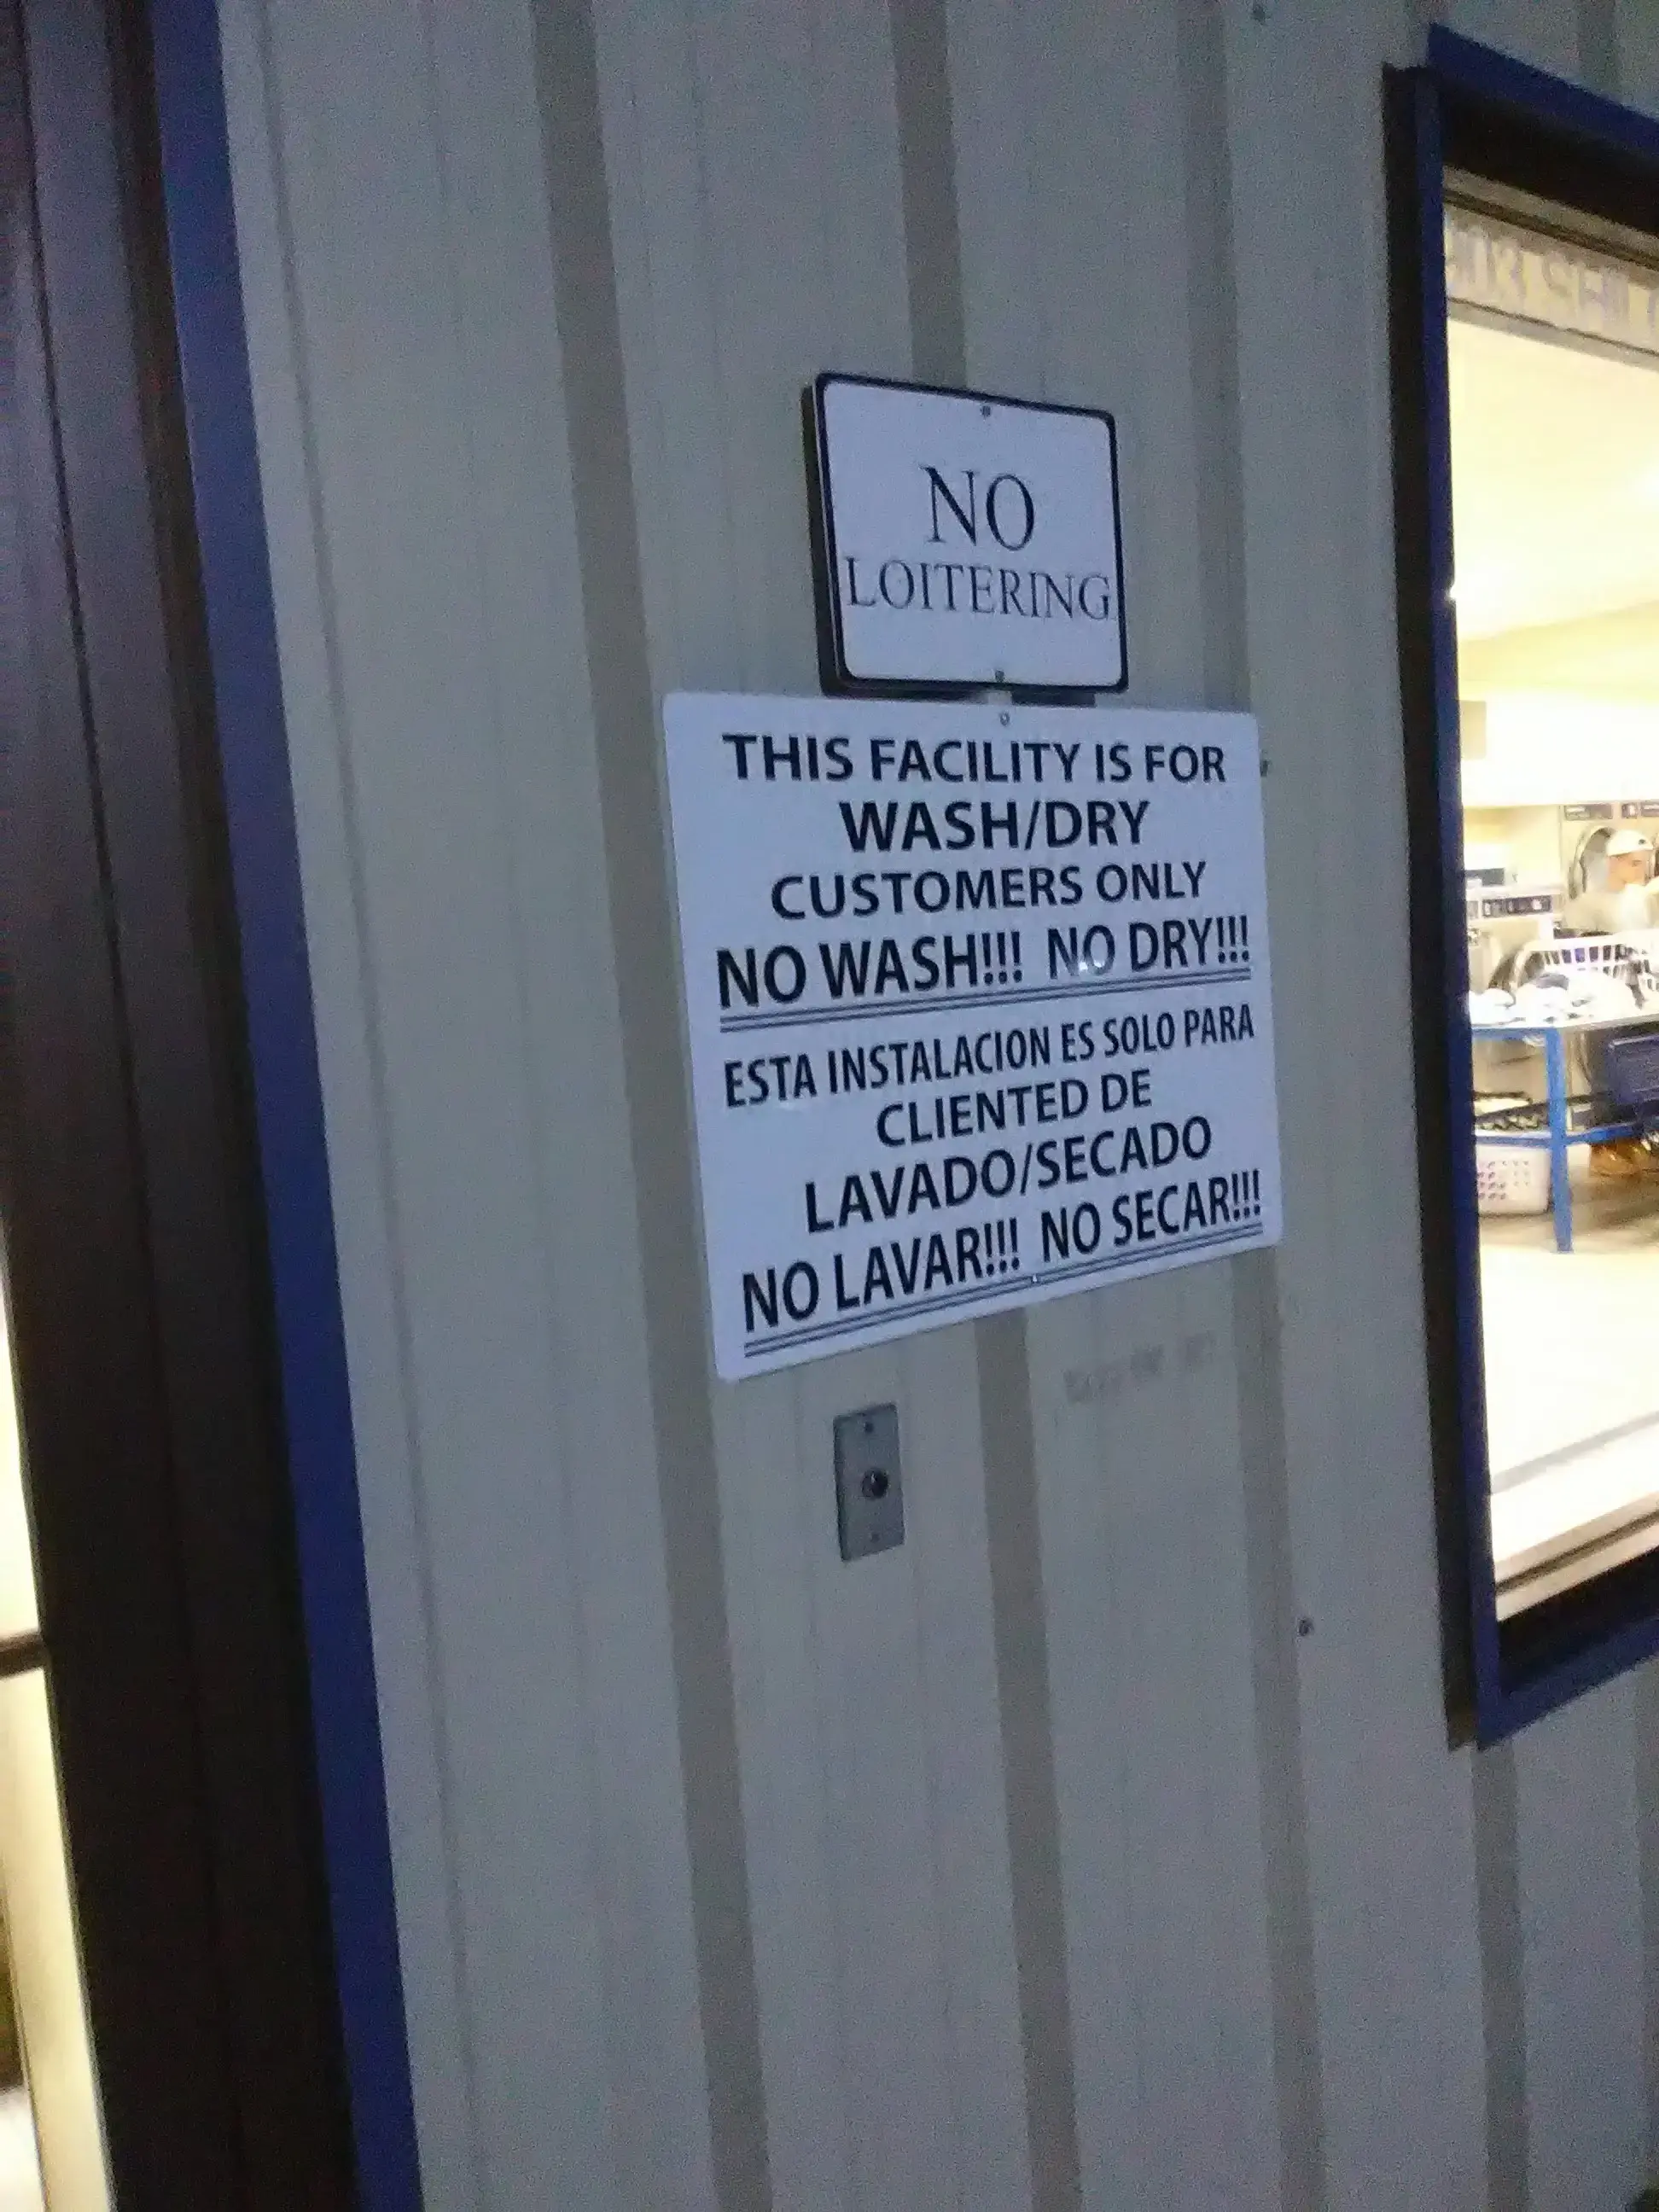 NO
LOITERING
THIS FACILITY IS FOR
WASH/DRY
CUSTOMERS ONLY
NO WASH!!! NO DRY!!!
ESTA INSTALACION ES SOLO PARA
CLIENTED DE
LAVADO/SECADO
NO LAVAR!!! NO SECAR!!!